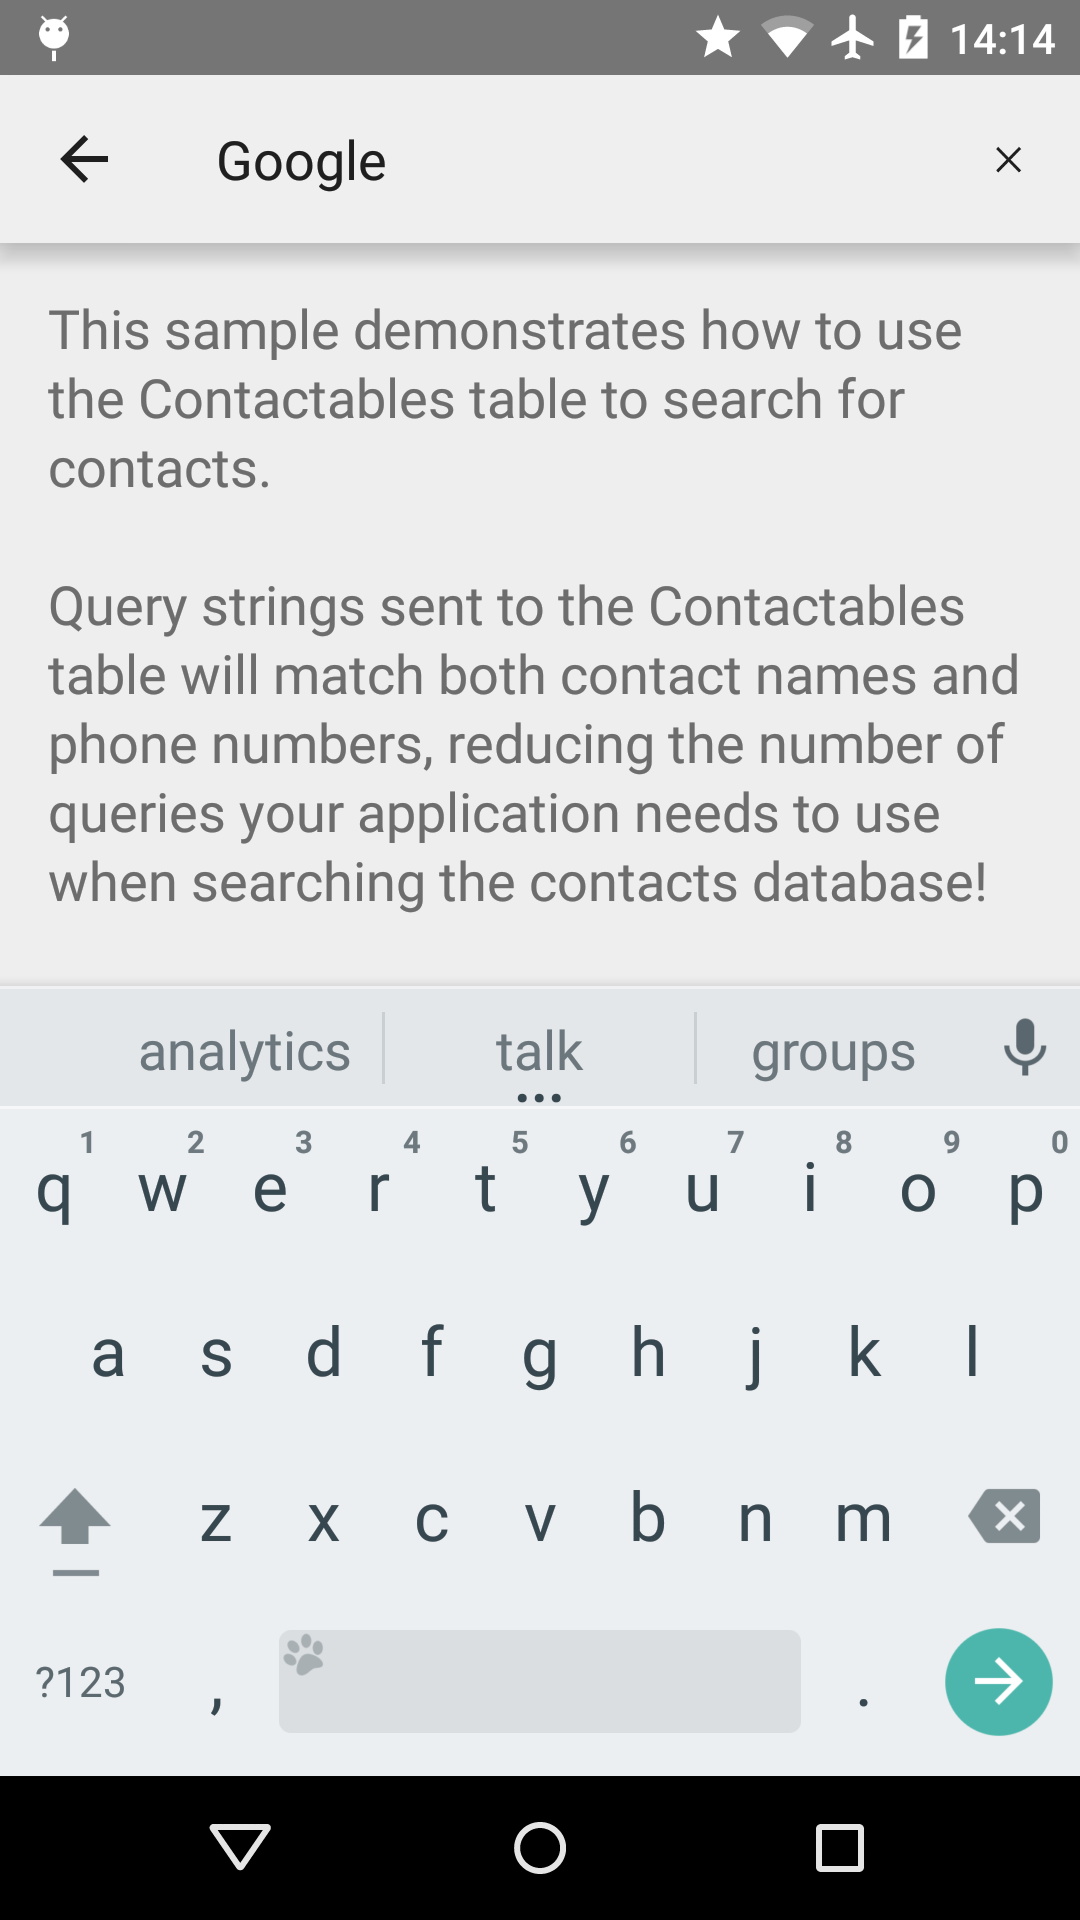 14:14
Google
This sample demonstrates how to use
the Contactables table to search for
contacts.
Query strings sent to the Contactables
table will match both contact names and
phone numbers, reducing the number of
queries your application needs to use
when searching the contacts database!
analytics talk groups
1 2 3 4 5 6 7 8 9 0
q w e r t y u i o p
a s d f g h j k l
z x c v b n m
?123 , .